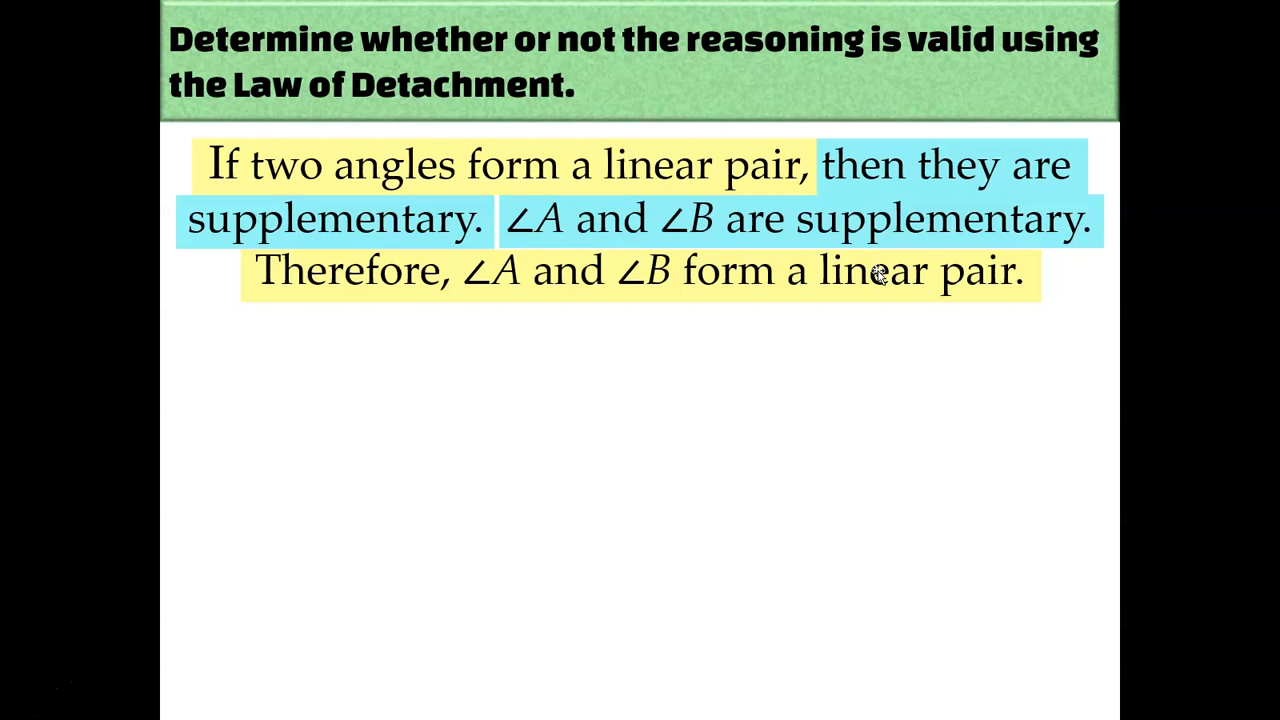 Determine whether or not the reasoning is valid using
the Law of Detachment.
If two angles form a linear pair, then they are
supplementary. ∠A and ∠B are supplementary.
Therefore, ∠A and ∠B form a linear pair.